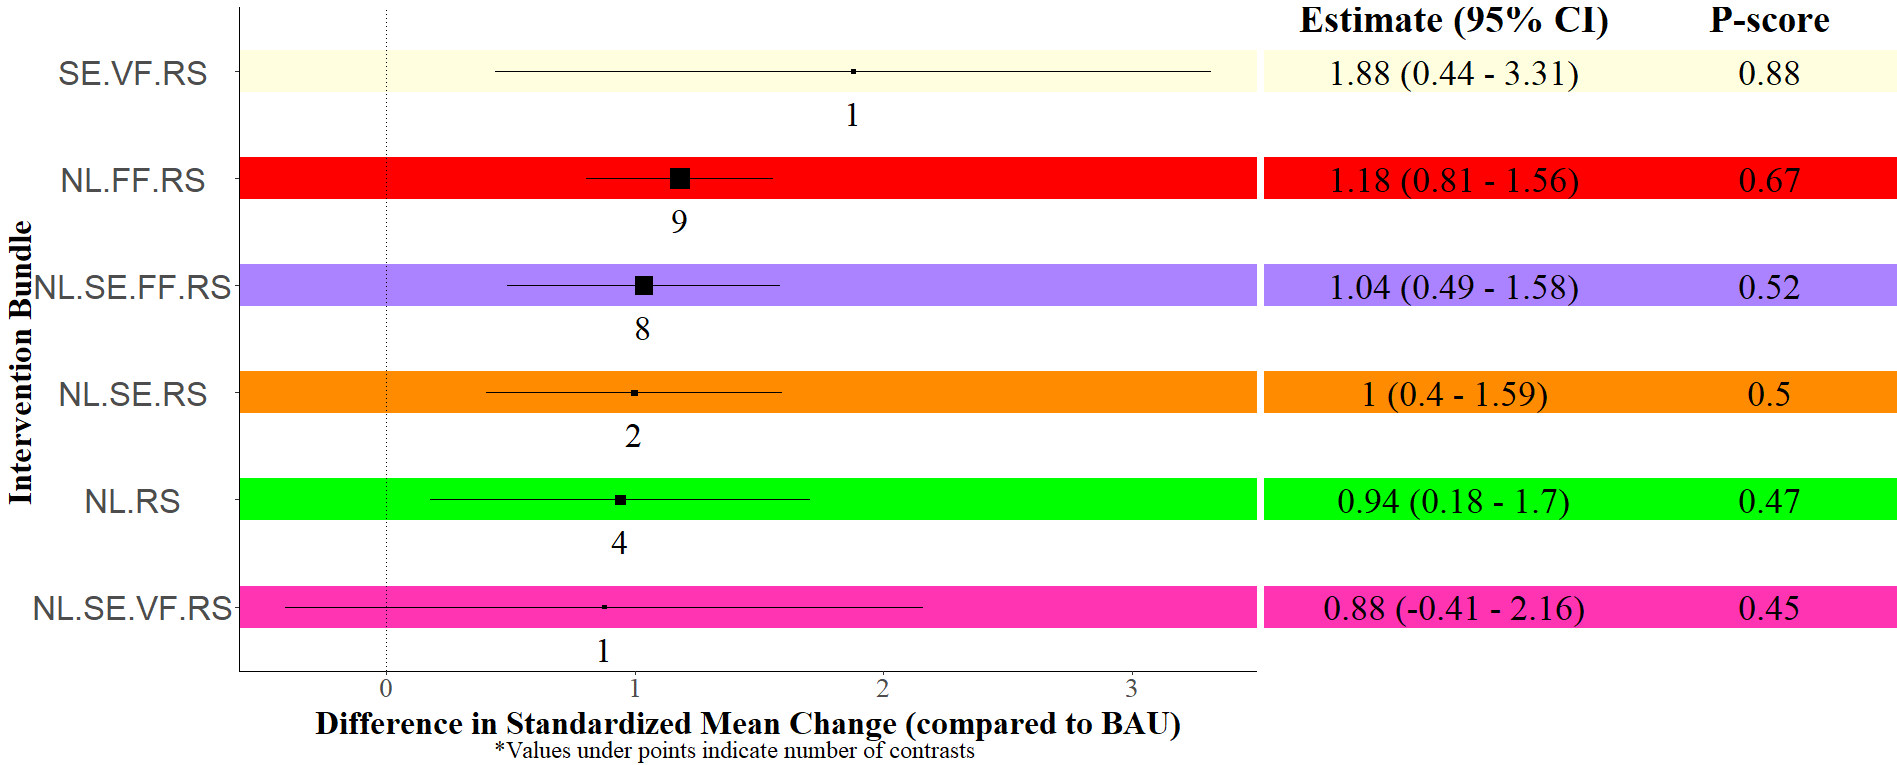 Estimate (95% CI) P-score
SE.VF.RS 1.88 (0.44 - 3.31) 0.88
1
NL.FF.RS 1.18 (0.81 - 1.56) 0.67
9
NL.SE.FF.RS 1.04 (0.49 - 1.58) 0.52
8
NL.SE.RS 1 (0.4 - 1.59) 0.5
2
NL.RS 0.94 (0.18 - 1.7) 0.47
4
NL.SE.VF.RS 0.88 (-0.41 - 2.16) 0.45
1
Intervention Bundle
0 1 2 3
Difference in Standardized Mean Change (compared to BAU)
*Values under points indicate number of contrasts